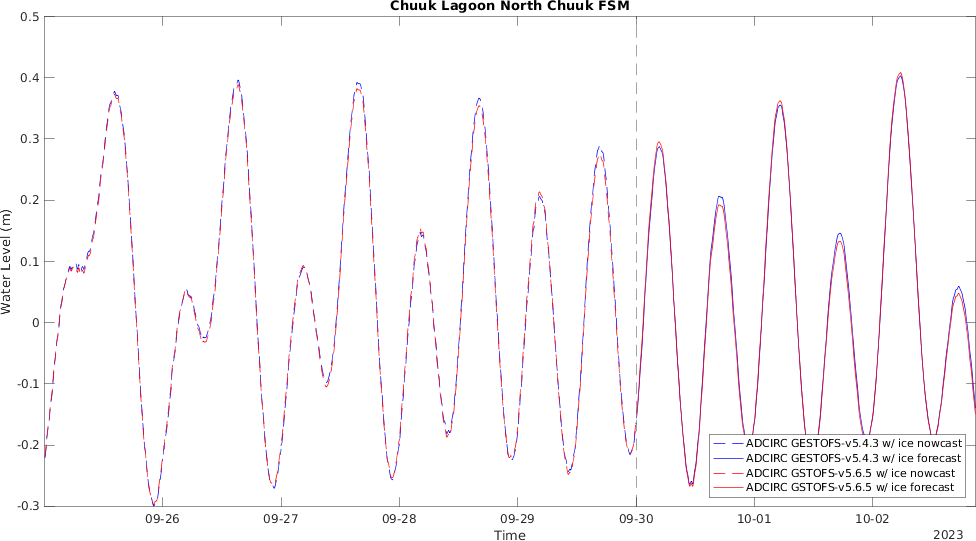 Chuuk Lagoon North Chuuk FSM
0.5
0.4
0.3
0.2
0.1
0
-0.1
-0.2
-0.3
Water Level (m)
09-26 09-27 09-28 09-29 09-30 10-01 10-02
Time
2023
ADCIRC GESTOFS-v5.4.3 w/ ice nowcast
ADCIRC GESTOFS-v5.4.3 w/ ice forecast
ADCIRC GSTOFS-v5.6.5 w/ ice nowcast
ADCIRC GSTOFS-v5.6.5 w/ ice forecast